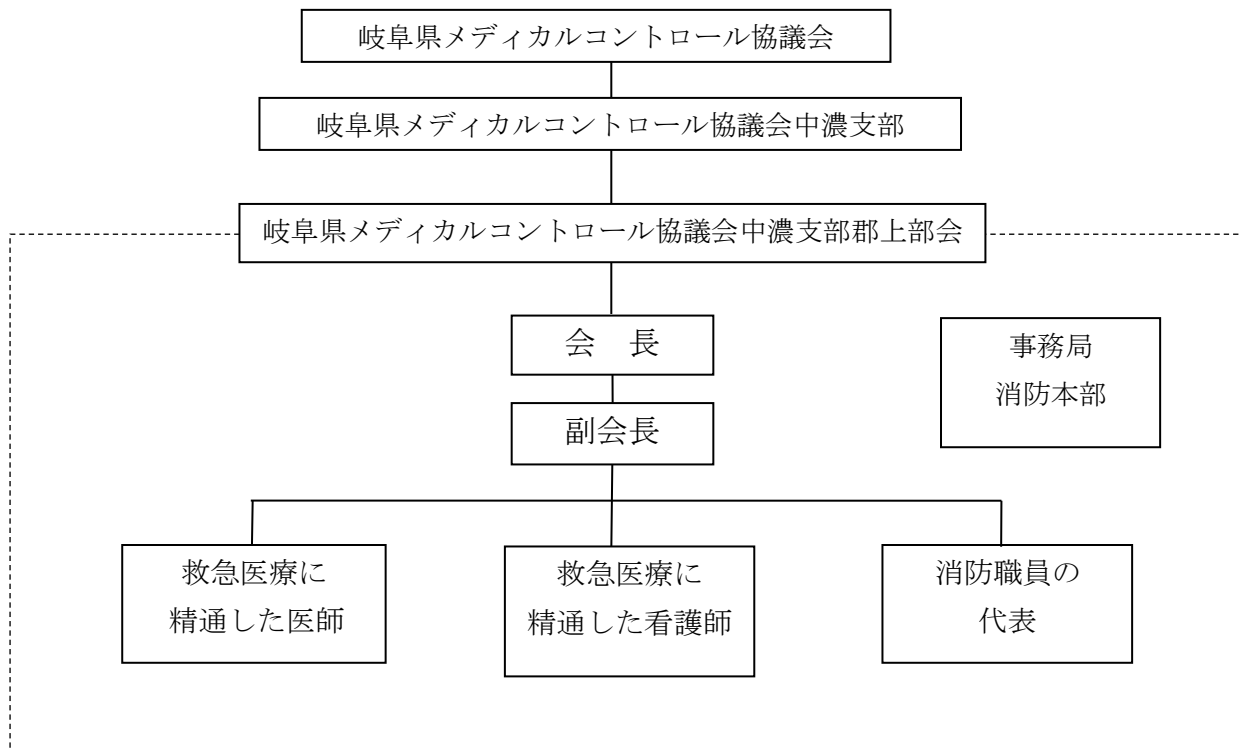 岐阜県メディカルコントロール協議会
岐阜県メディカルコントロール協議会中濃支部
岐阜県メディカルコントロール協議会中濃支部郡上部会
会　長
副会長
事務局
消防本部
救急医療に
精通した医師
救急医療に
精通した看護師
消防職員の
代表